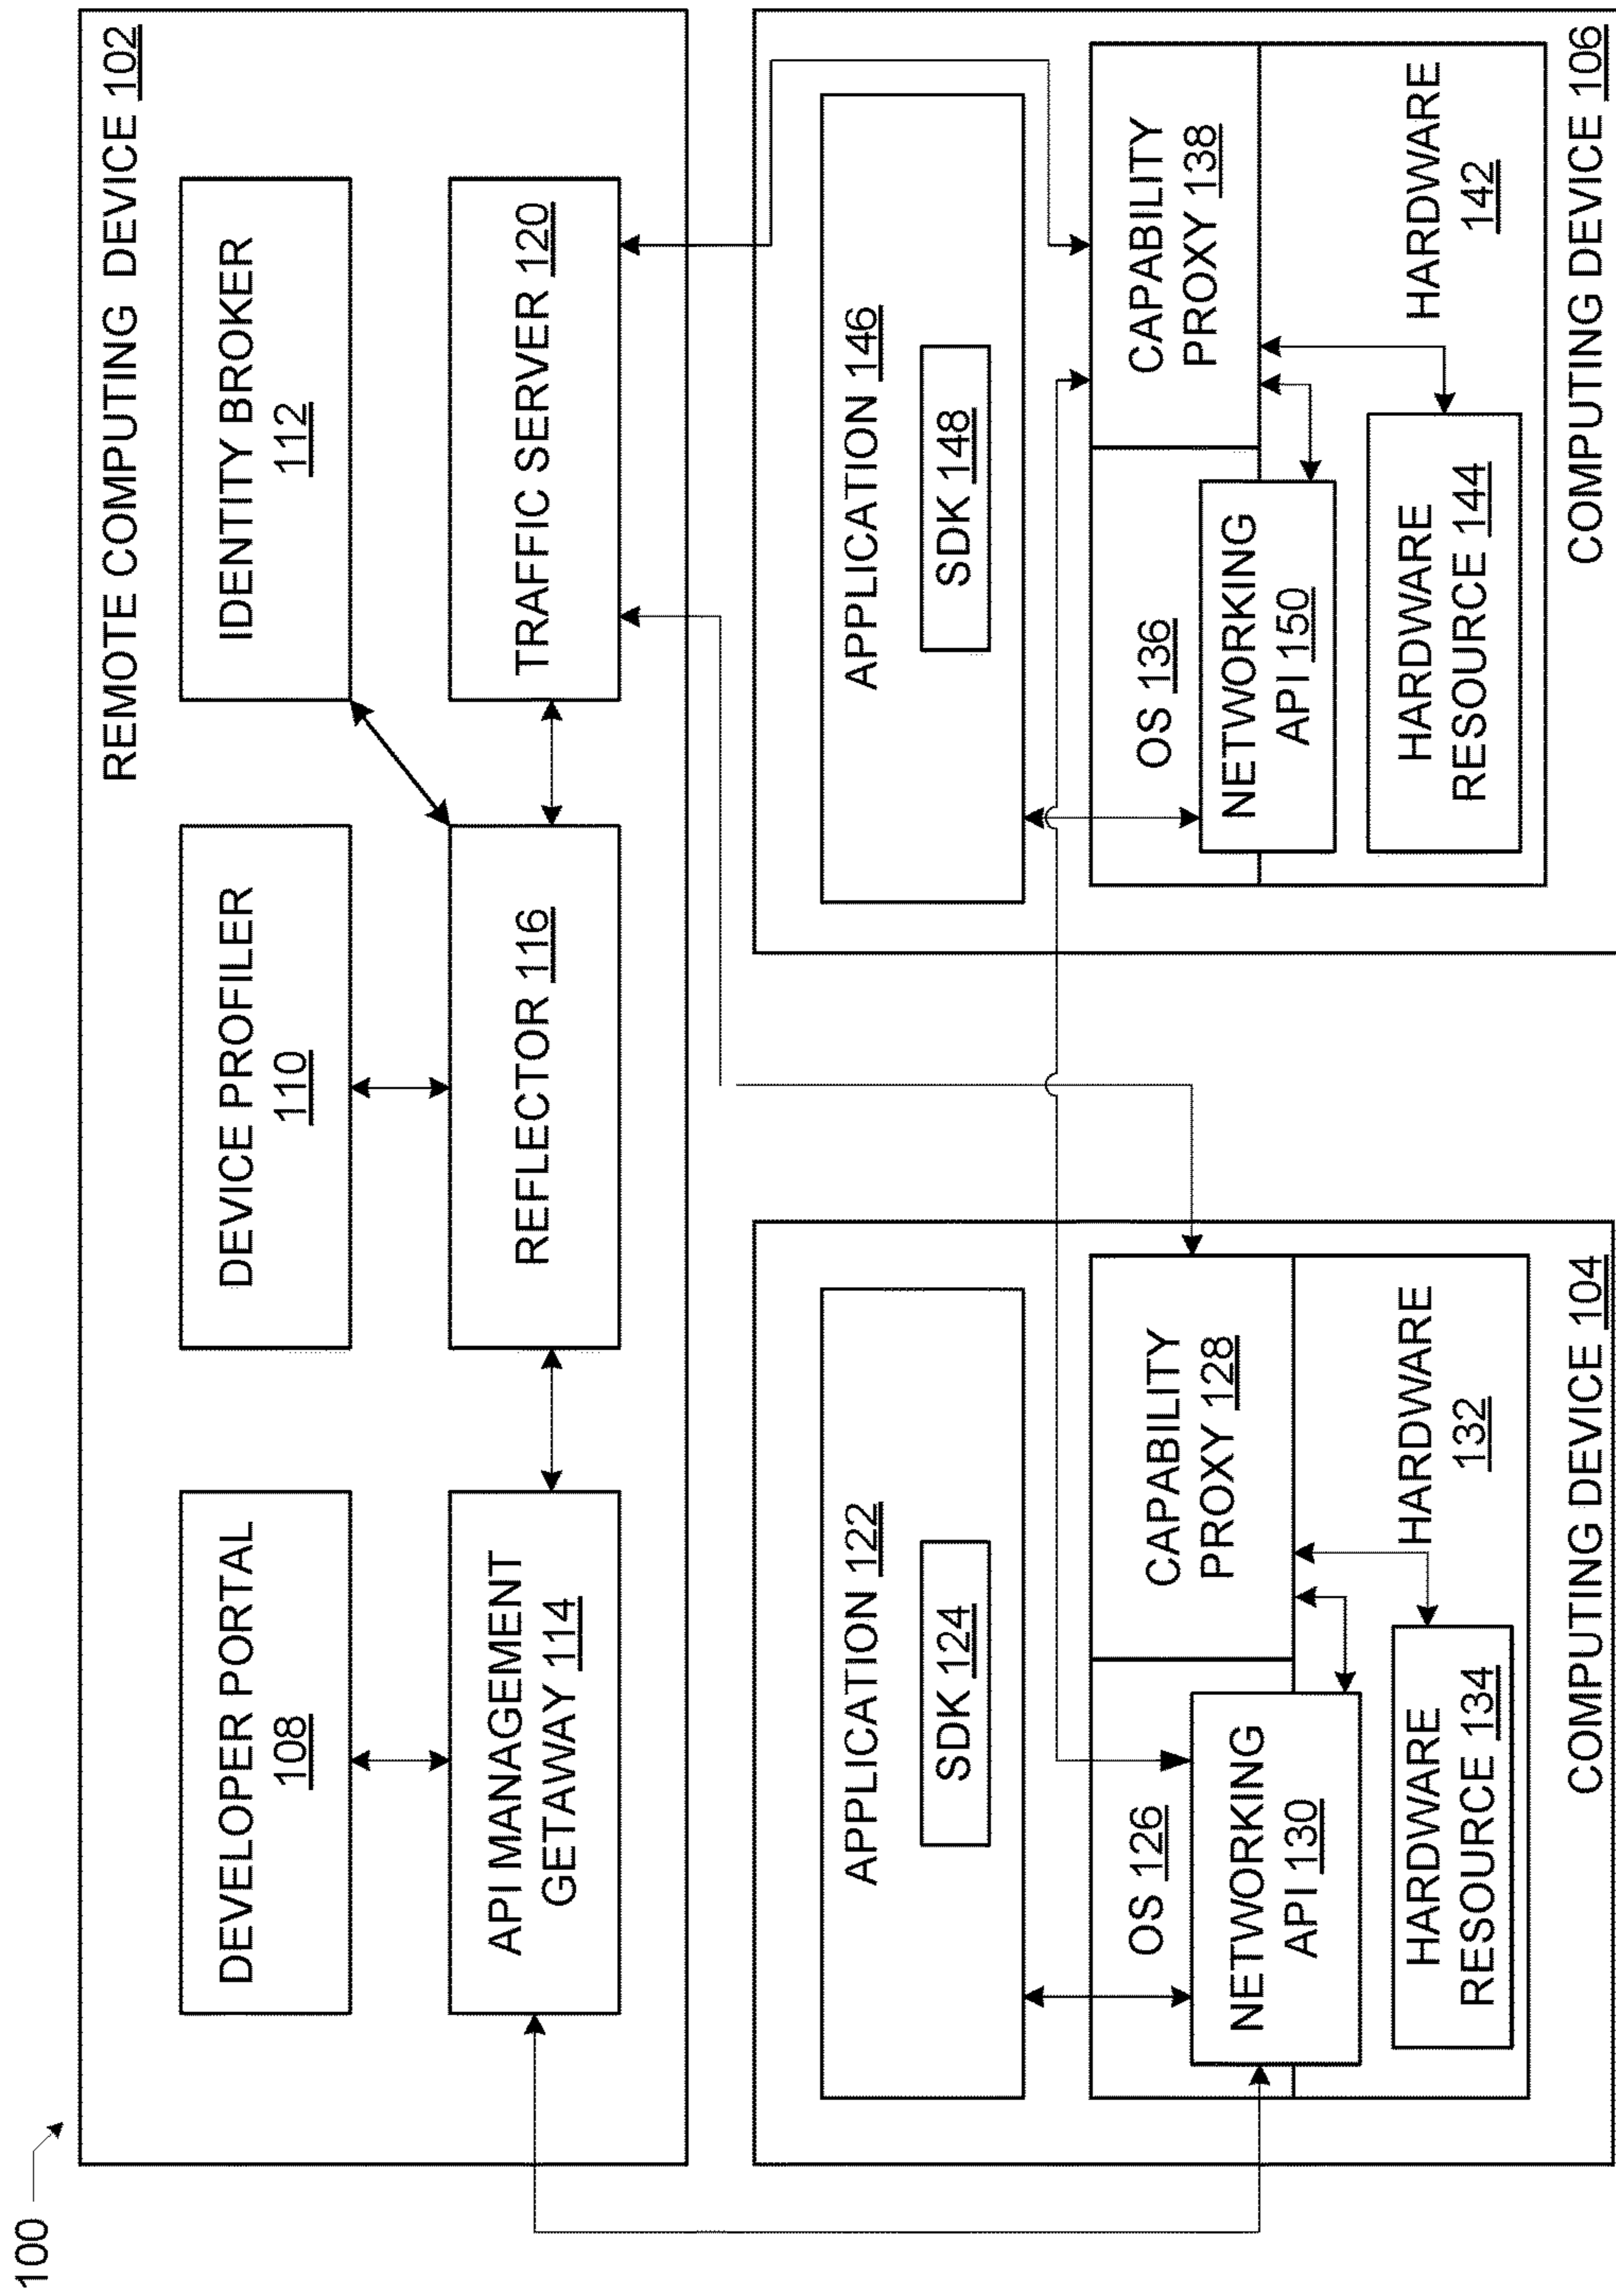 100
REMOTE COMPUTING DEVICE 102
DEVELOPER PORTAL
108
DEVICE PROFILER
110
IDENTITY BROKER
112
API MANAGEMENT
GETAWAY 114
REFLECTOR 116
TRAFFIC SERVER 120
APPLICATION 122
SDK 124
OS 126
CAPABILITY
PROXY 128
NETWORKING
API 130
HARDWARE
132
HARDWARE
RESOURCE 134
COMPUTING DEVICE 104
APPLICATION 146
SDK 148
OS 136
CAPABILITY
PROXY 138
NETWORKING
API 150
HARDWARE
142
HARDWARE
RESOURCE 144
COMPUTING DEVICE 106